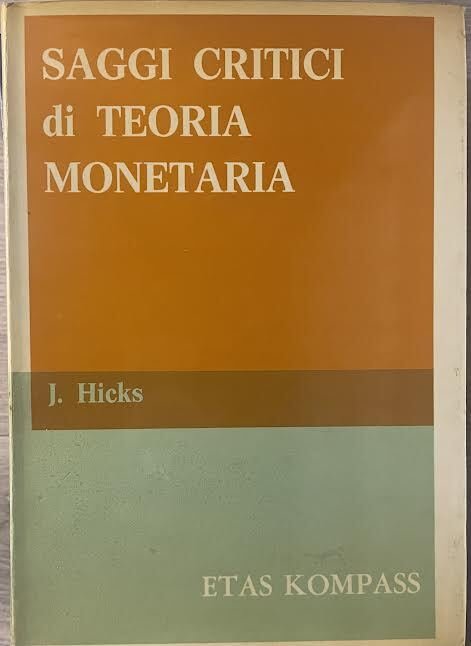 SAGGI CRITICI
di TEORIA
MONETARIA
J. Hicks
ETAS KOMPASS